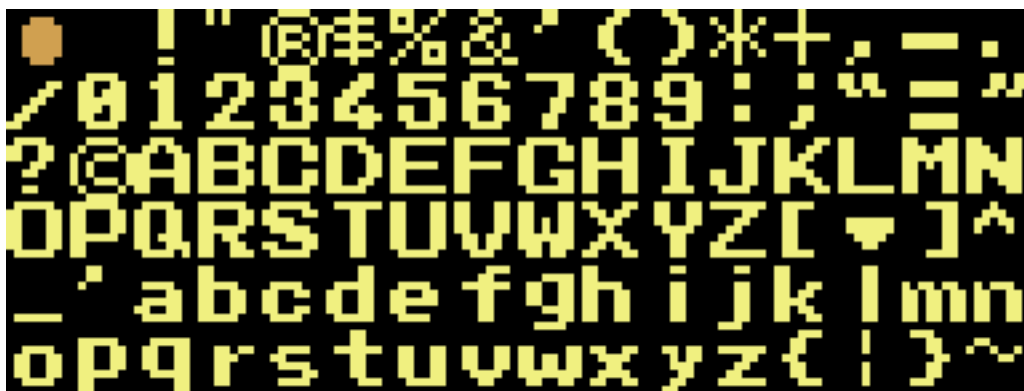 ! " ® $ % & ' ( ) * + , - .
/ 0 1 2 3 4 5 6 7 8 9 : ; “ = ”
? © A B C D E F G H I J K L M N
O P Q R S T U V W X Y Z [ ▼ ] ^
_ ʹ a b c d e f g h i j k l m n
o p q r s t u v w x y z { ¦ } ~